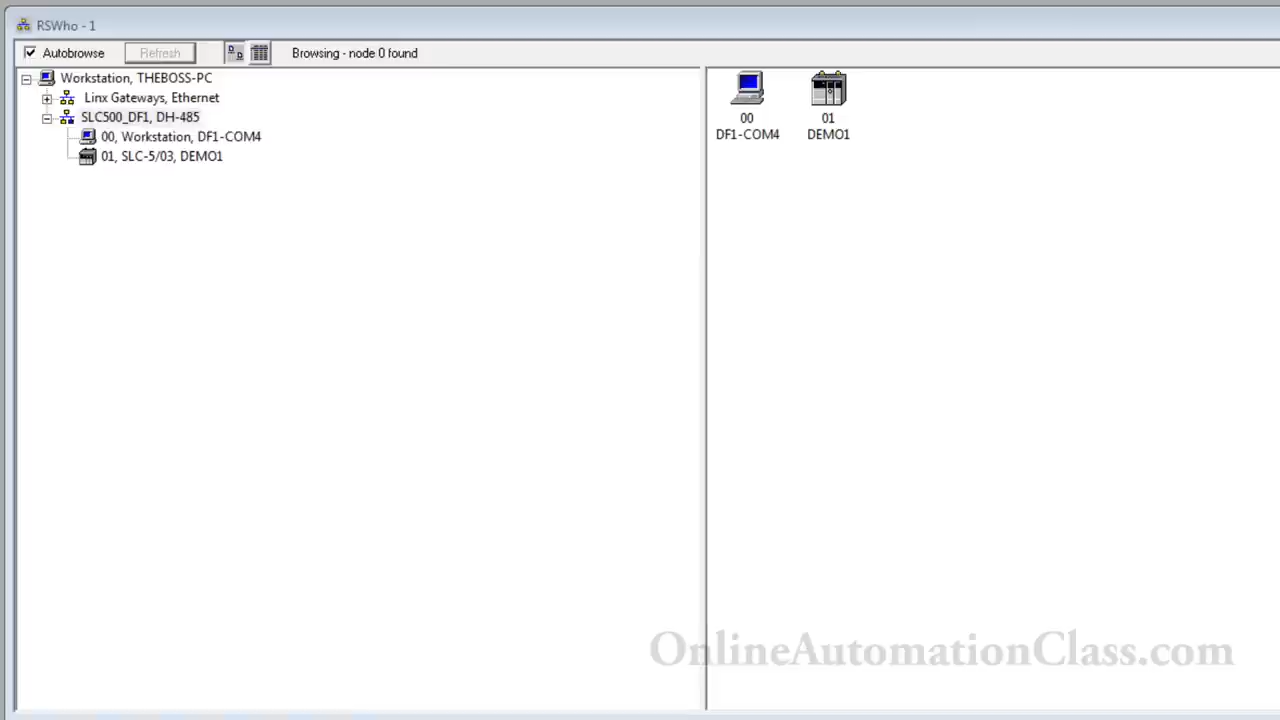 RSWho - 1
Autobrowse Refresh Browsing - node 0 found
Workstation, THEBOSS-PC
Linx Gateways, Ethernet
SLC500_DF1, DH-485
00, Workstation, DF1-COM4
01, SLC-5/03, DEMO1
00
DF1-COM4
01
DEMO1
OnlineAutomationClass.com